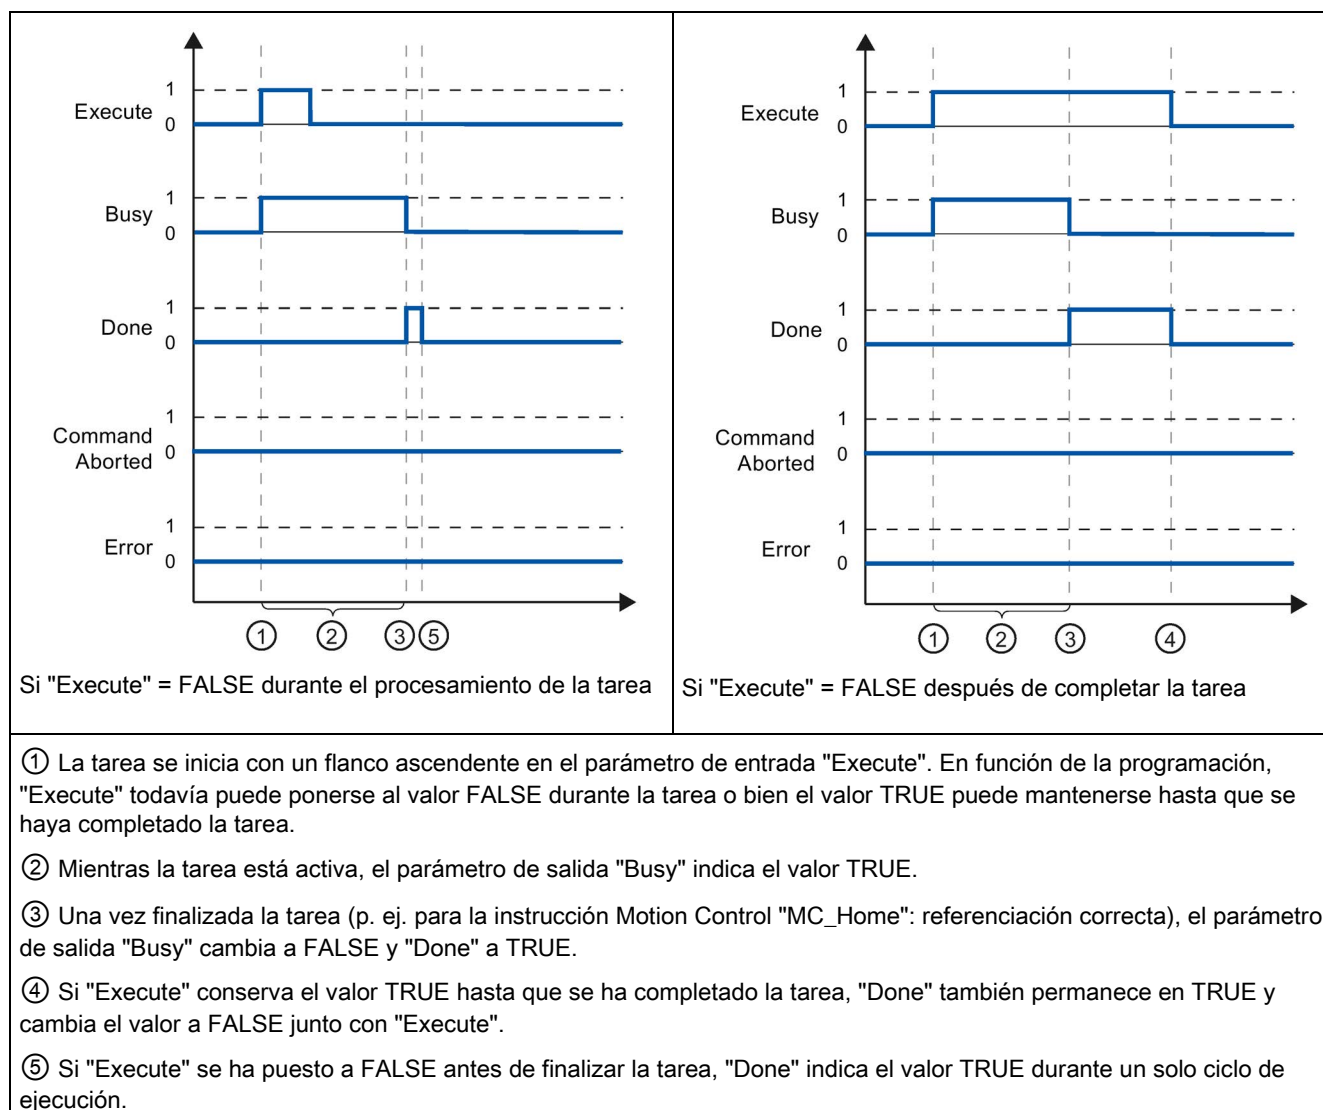 1
Execute
0
1
Busy
0
1
Done
0
1
Command
Aborted
0
1
Error
0
① ② ③ ⑤
Si "Execute" = FALSE durante el procesamiento de la tarea
1
Execute
0
1
Busy
0
1
Done
0
1
Command
Aborted
0
1
Error
0
① ② ③ ④
Si "Execute" = FALSE después de completar la tarea
① La tarea se inicia con un flanco ascendente en el parámetro de entrada "Execute". En función de la programación,
"Execute" todavía puede ponerse al valor FALSE durante la tarea o bien el valor TRUE puede mantenerse hasta que se
haya completado la tarea.
② Mientras la tarea está activa, el parámetro de salida "Busy" indica el valor TRUE.
③ Una vez finalizada la tarea (p. ej. para la instrucción Motion Control "MC_Home": referenciación correcta), el parámetro
de salida "Busy" cambia a FALSE y "Done" a TRUE.
④ Si "Execute" conserva el valor TRUE hasta que se ha completado la tarea, "Done" también permanece en TRUE y
cambia el valor a FALSE junto con "Execute".
⑤ Si "Execute" se ha puesto a FALSE antes de finalizar la tarea, "Done" indica el valor TRUE durante un solo ciclo de
ejecución.